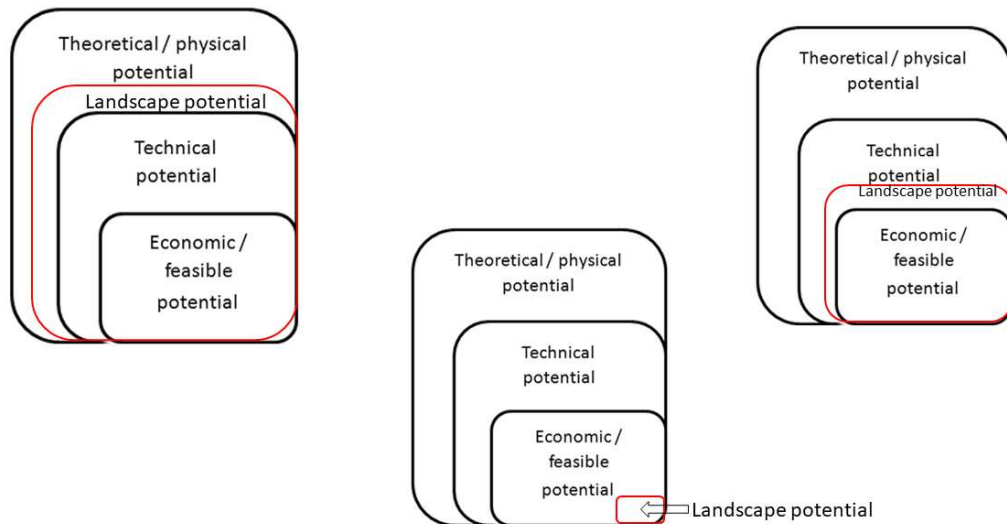 Theoretical / physical
potential
Landscape potential
Technical
potential
Economic /
feasible
potential
Theoretical / physical
potential
Technical
potential
Economic /
feasible
potential
Landscape potential
Theoretical / physical
potential
Technical
potential
Landscape potential
Economic /
feasible
potential